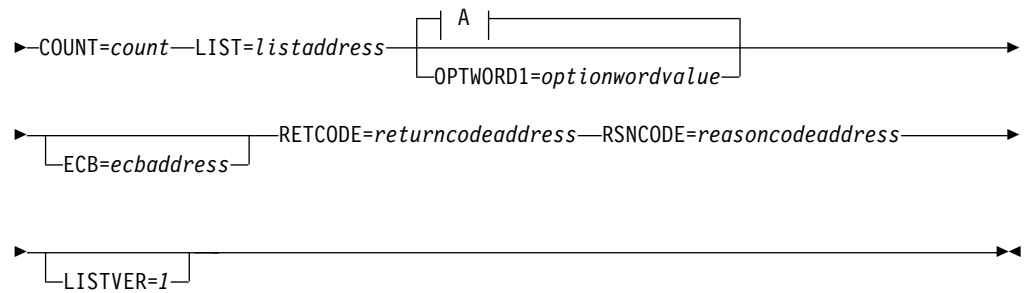 A
COUNT=count LIST=listaddress
OPTWORD1=optionwordvalue
RETCODE=returncodeaddress RSNCODE=reasoncodeaddress
ECB=ecbaddress
LISTVER=1